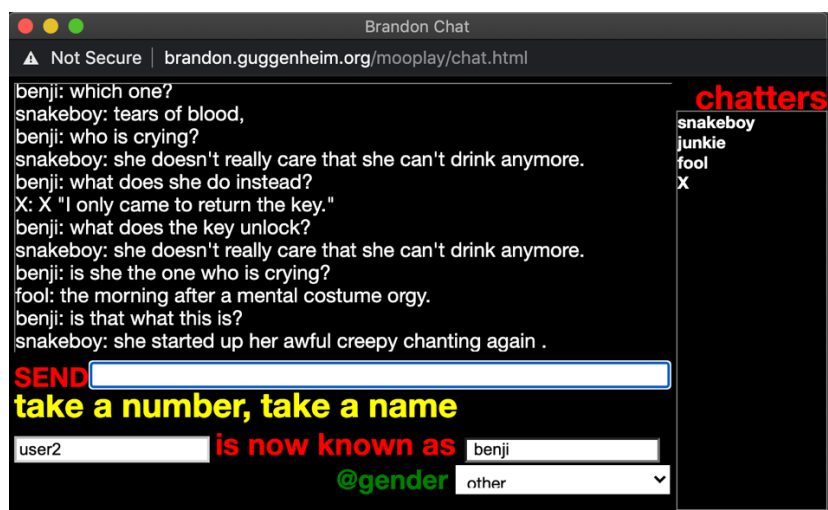 Brandon Chat
Not Secure | brandon.guggenheim.org/mooplay/chat.html
benji: which one?
snakeboy: tears of blood,
benji: who is crying?
snakeboy: she doesn't really care that she can't drink anymore.
benji: what does she do instead?
X: X "I only came to return the key."
benji: what does the key unlock?
snakeboy: she doesn't really care that she can't drink anymore.
benji: is she the one who is crying?
fool: the morning after a mental costume orgy.
benji: is that what this is?
snakeboy: she started up her awful creepy chanting again .
chatters
snakeboy
junkie
fool
X
SEND
take a number, take a name
user2 is now known as benji
@gender other